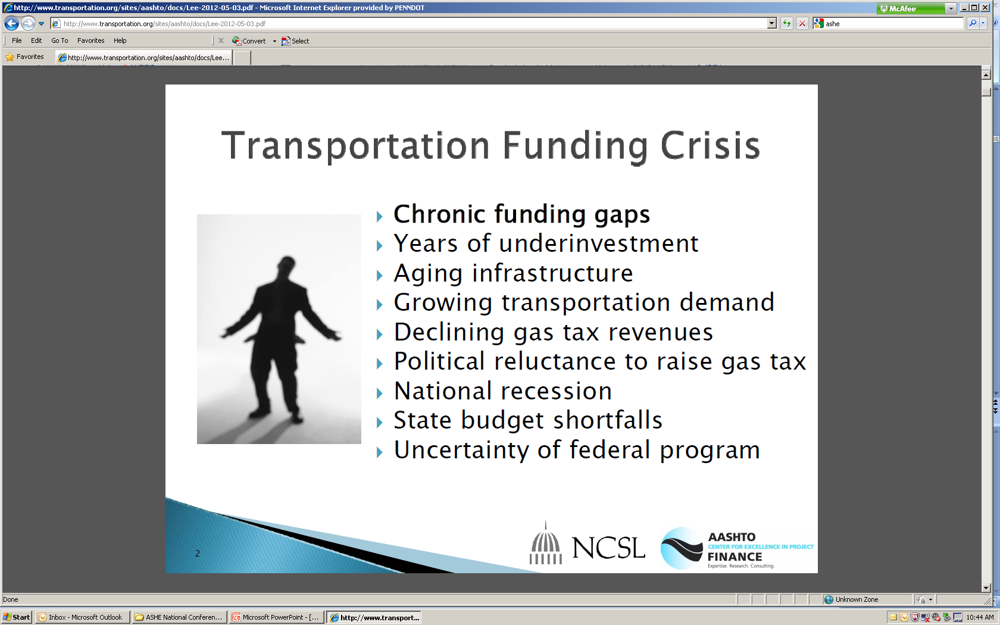 http://www.transportation.org/sites/aashto/docs/Lee-2012-05-03.pdf - Microsoft Internet Explorer provided by PENNDOT
McAfee
http://www.transportation.org/sites/aashto/docs/Lee-2012-05-03.pdf
ashe
File Edit Go To Favorites Help
Convert Select
Favorites
http://www.transportation.org/sites/aashto/docs/Lee...
Transportation Funding Crisis
Chronic funding gaps
Years of underinvestment
Aging infrastructure
Growing transportation demand
Declining gas tax revenues
Political reluctance to raise gas tax
National recession
State budget shortfalls
Uncertainty of federal program
2
NCSL
AASHTO
CENTER FOR EXCELLENCE IN PROJECT
FINANCE
Expertise. Research. Consulting.
Done
Unknown Zone
Start
Inbox - Microsoft Outlook
ASHE National Conferen...
Microsoft PowerPoint - [...
http://www.transport...
10:44 AM